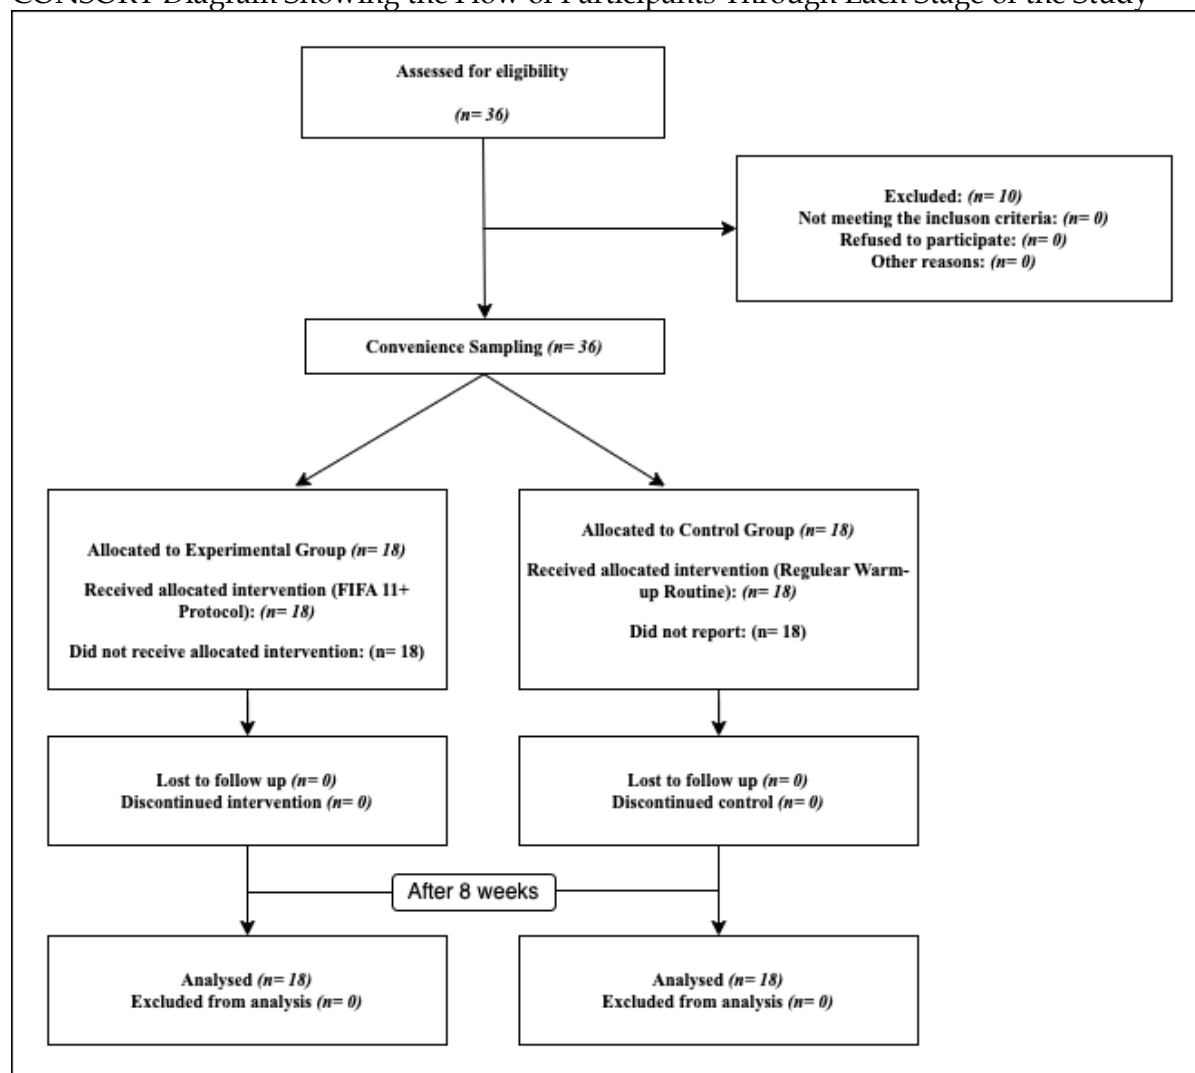 CONSORT Diagram Showing the Flow of Participants Through Each Stage of the Study
Assessed for eligibility
(n= 36)
Excluded: (n= 10)
Not meeting the incluson criteria: (n= 0)
Refused to participate: (n= 0)
Other reasons: (n= 0)
Convenience Sampling (n= 36)
Allocated to Experimental Group (n= 18)
Received allocated intervention (FIFA 11+
Protocol): (n= 18)
Did not receive allocated intervention: (n= 18)
Allocated to Control Group (n= 18)
Received allocated intervention (Regulear Warm-
up Routine): (n= 18)
Did not report: (n= 18)
Lost to follow up (n= 0)
Discontinued intervention (n= 0)
Lost to follow up (n= 0)
Discontinued control (n= 0)
After 8 weeks
Analysed (n= 18)
Excluded from analysis (n= 0)
Analysed (n= 18)
Excluded from analysis (n= 0)